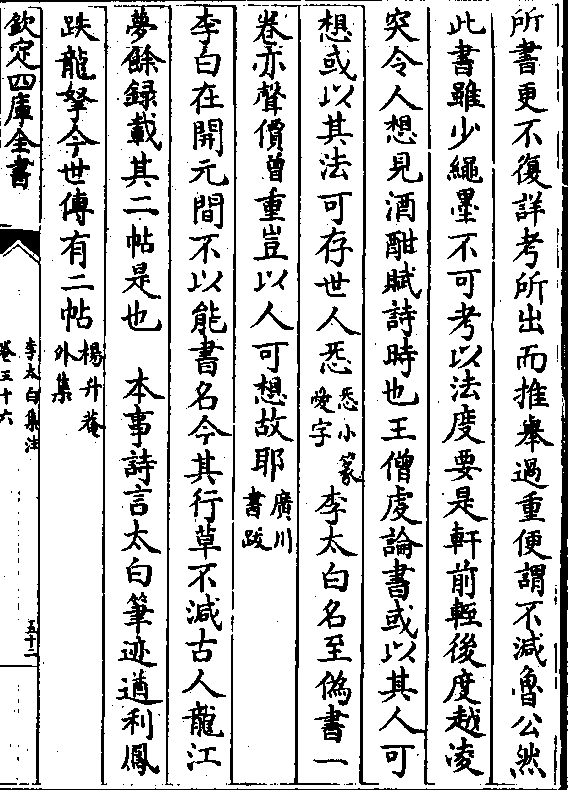 所書更不復詳考所出而推舉過重便謂不減魯公然
此書雖少繩墨不可考以法度要是軒前輊後度越凌
突令人想見酒酣賦詩時也王僧虔論書或以其人可
想或以其法可存世人悉悉小篆愛字李太白名至偽書一
卷亦聲價曾重豈以人可想故耶廣川書跋
李白在開元間不以能書名今其行草不減古人龍江
夢餘録載其二帖是也 本事詩言太白筆迹遒利鳳
跌龍拏今世傳有二帖楊升菴外集
欽定四庫全書
李太白集注
卷三十六
五十二